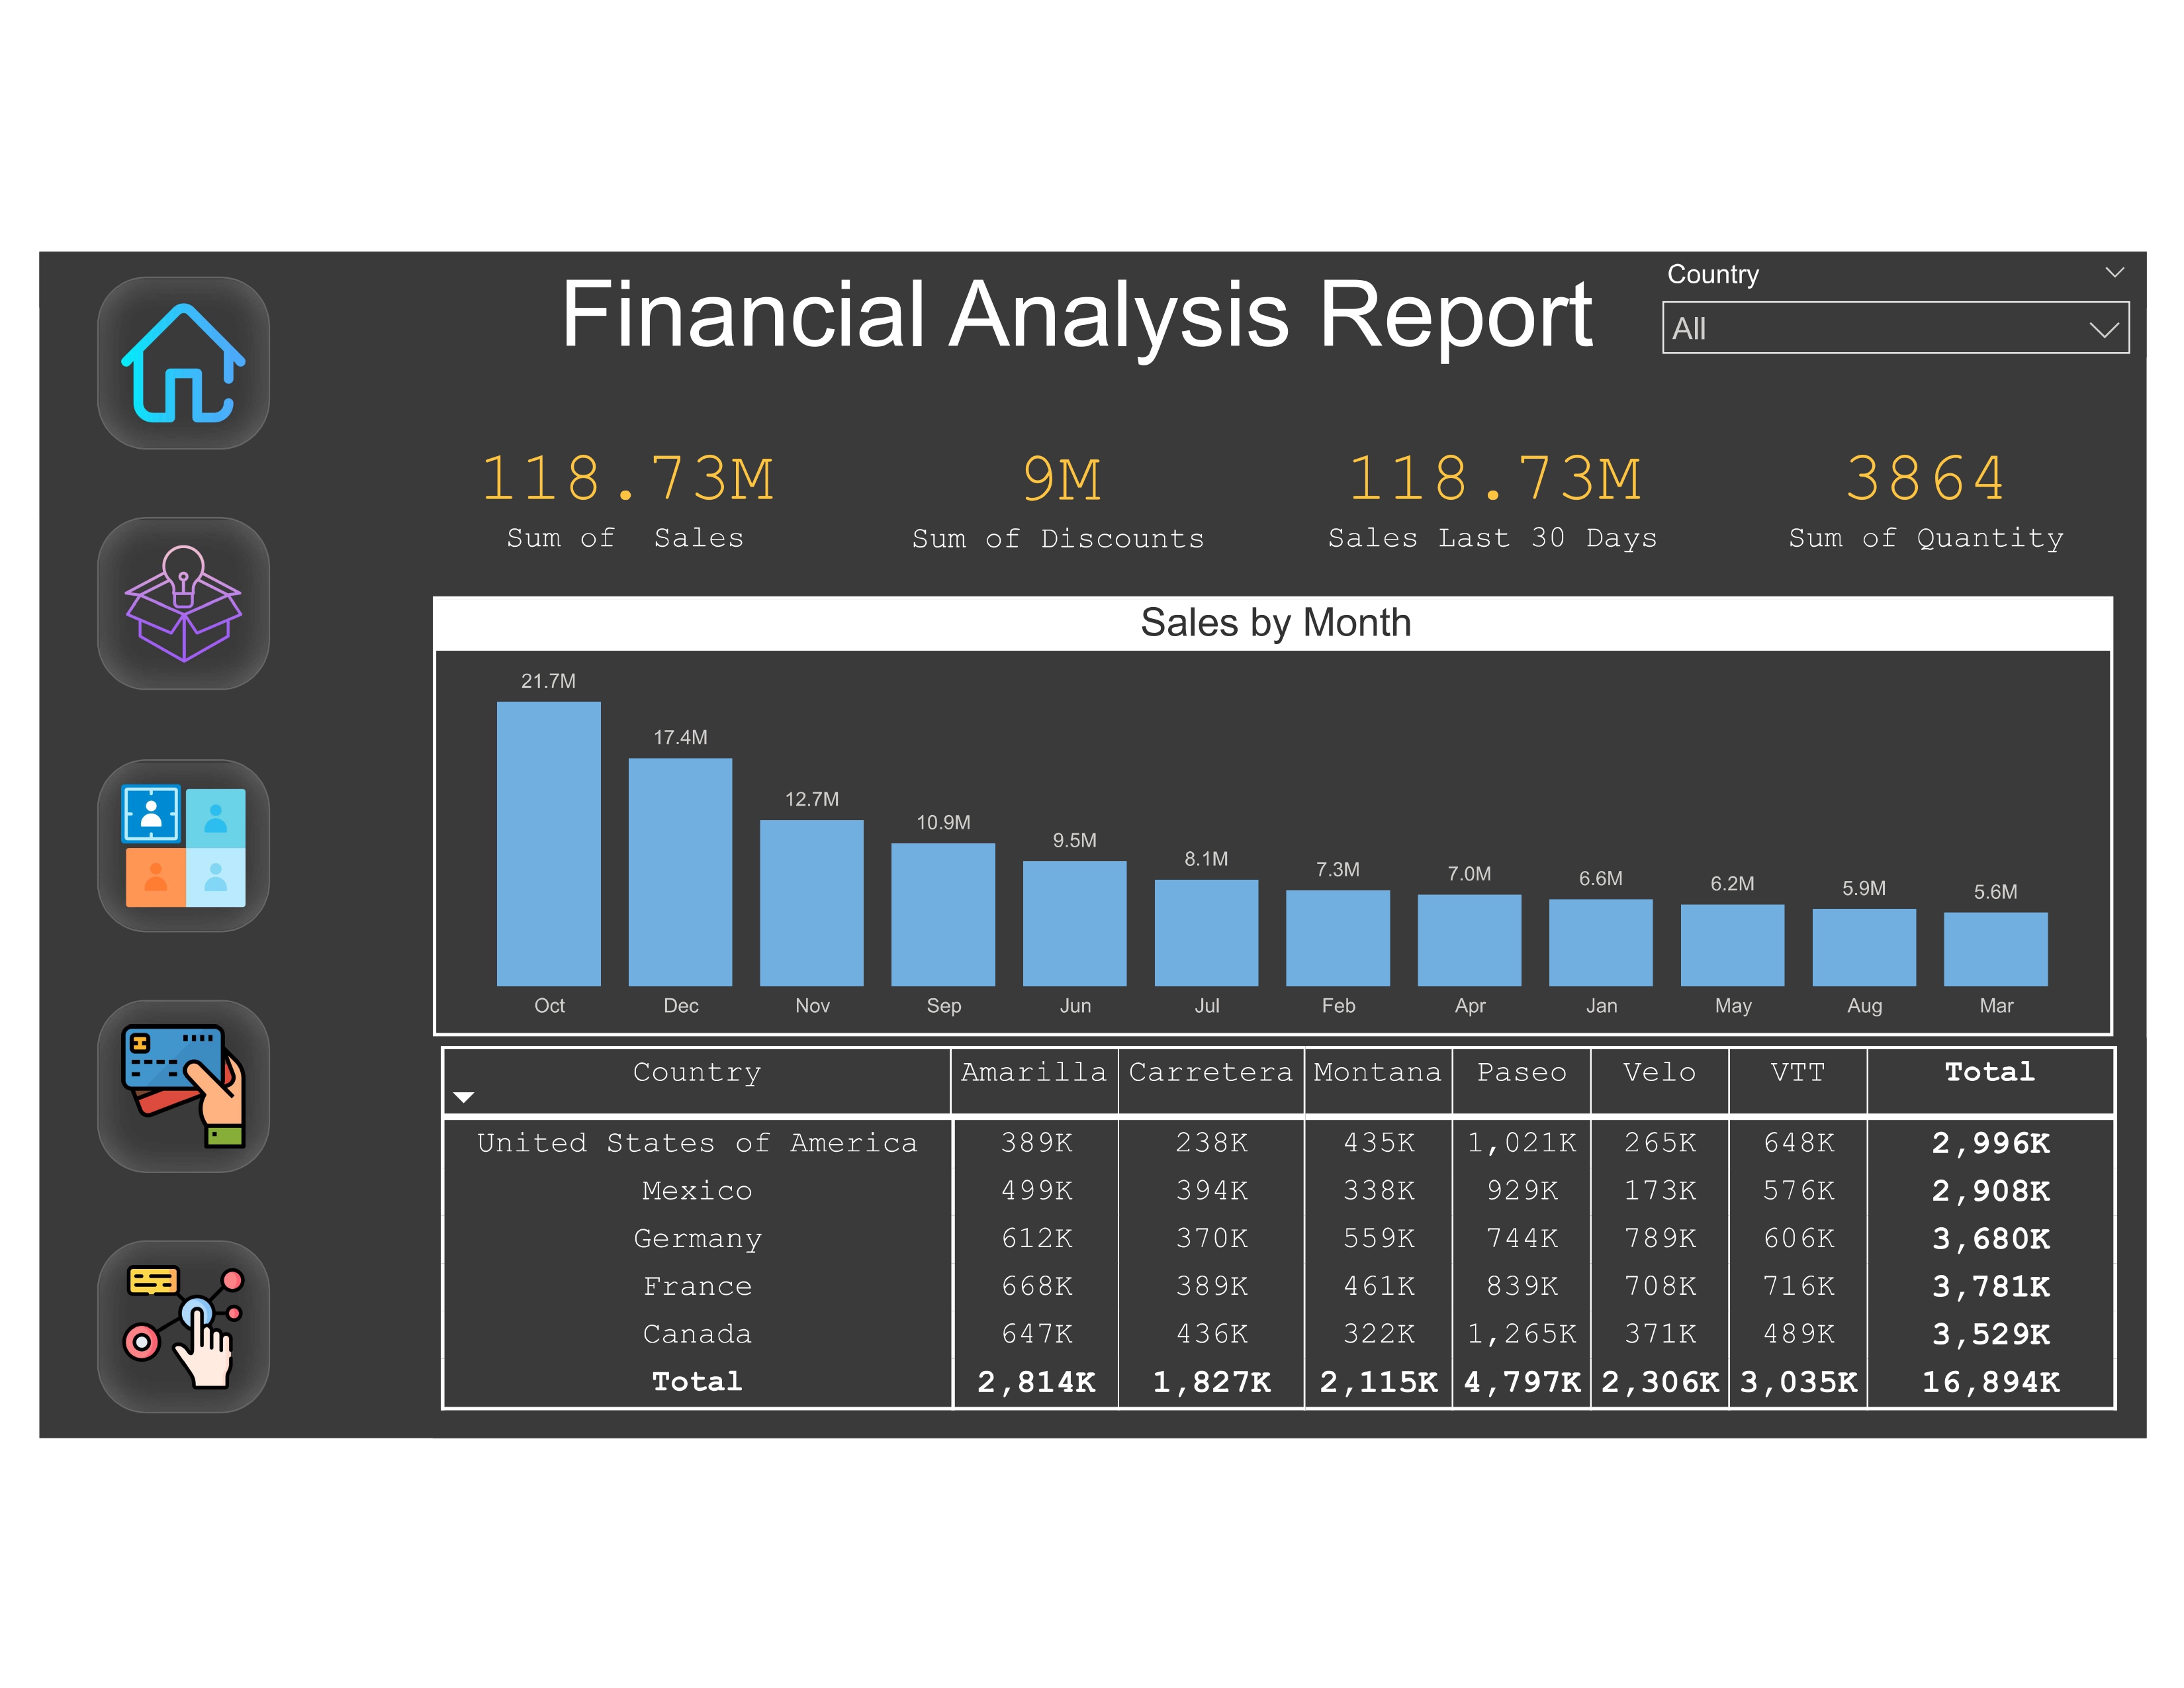 Financial Analysis Report
Country
All
118.73M
Sum of  Sales
9M
Sum of Discounts
118.73M
Sales Last 30 Days
3864
Sum of Quantity
Sales by Month
21.7M
17.4M
12.7M
10.9M
9.5M
8.1M
7.3M
7.0M
6.6M
6.2M
5.9M
5.6M
Oct Dec Nov Sep Jun Jul Feb Apr Jan May Aug Mar
Country Amarilla Carretera Montana Paseo Velo VTT Total
United States of America 389K 238K 435K 1,021K 265K 648K 2,996K
Mexico 499K 394K 338K 929K 173K 576K 2,908K
Germany 612K 370K 559K 744K 789K 606K 3,680K
France 668K 389K 461K 839K 708K 716K 3,781K
Canada 647K 436K 322K 1,265K 371K 489K 3,529K
Total 2,814K 1,827K 2,115K 4,797K 2,306K 3,035K 16,894K